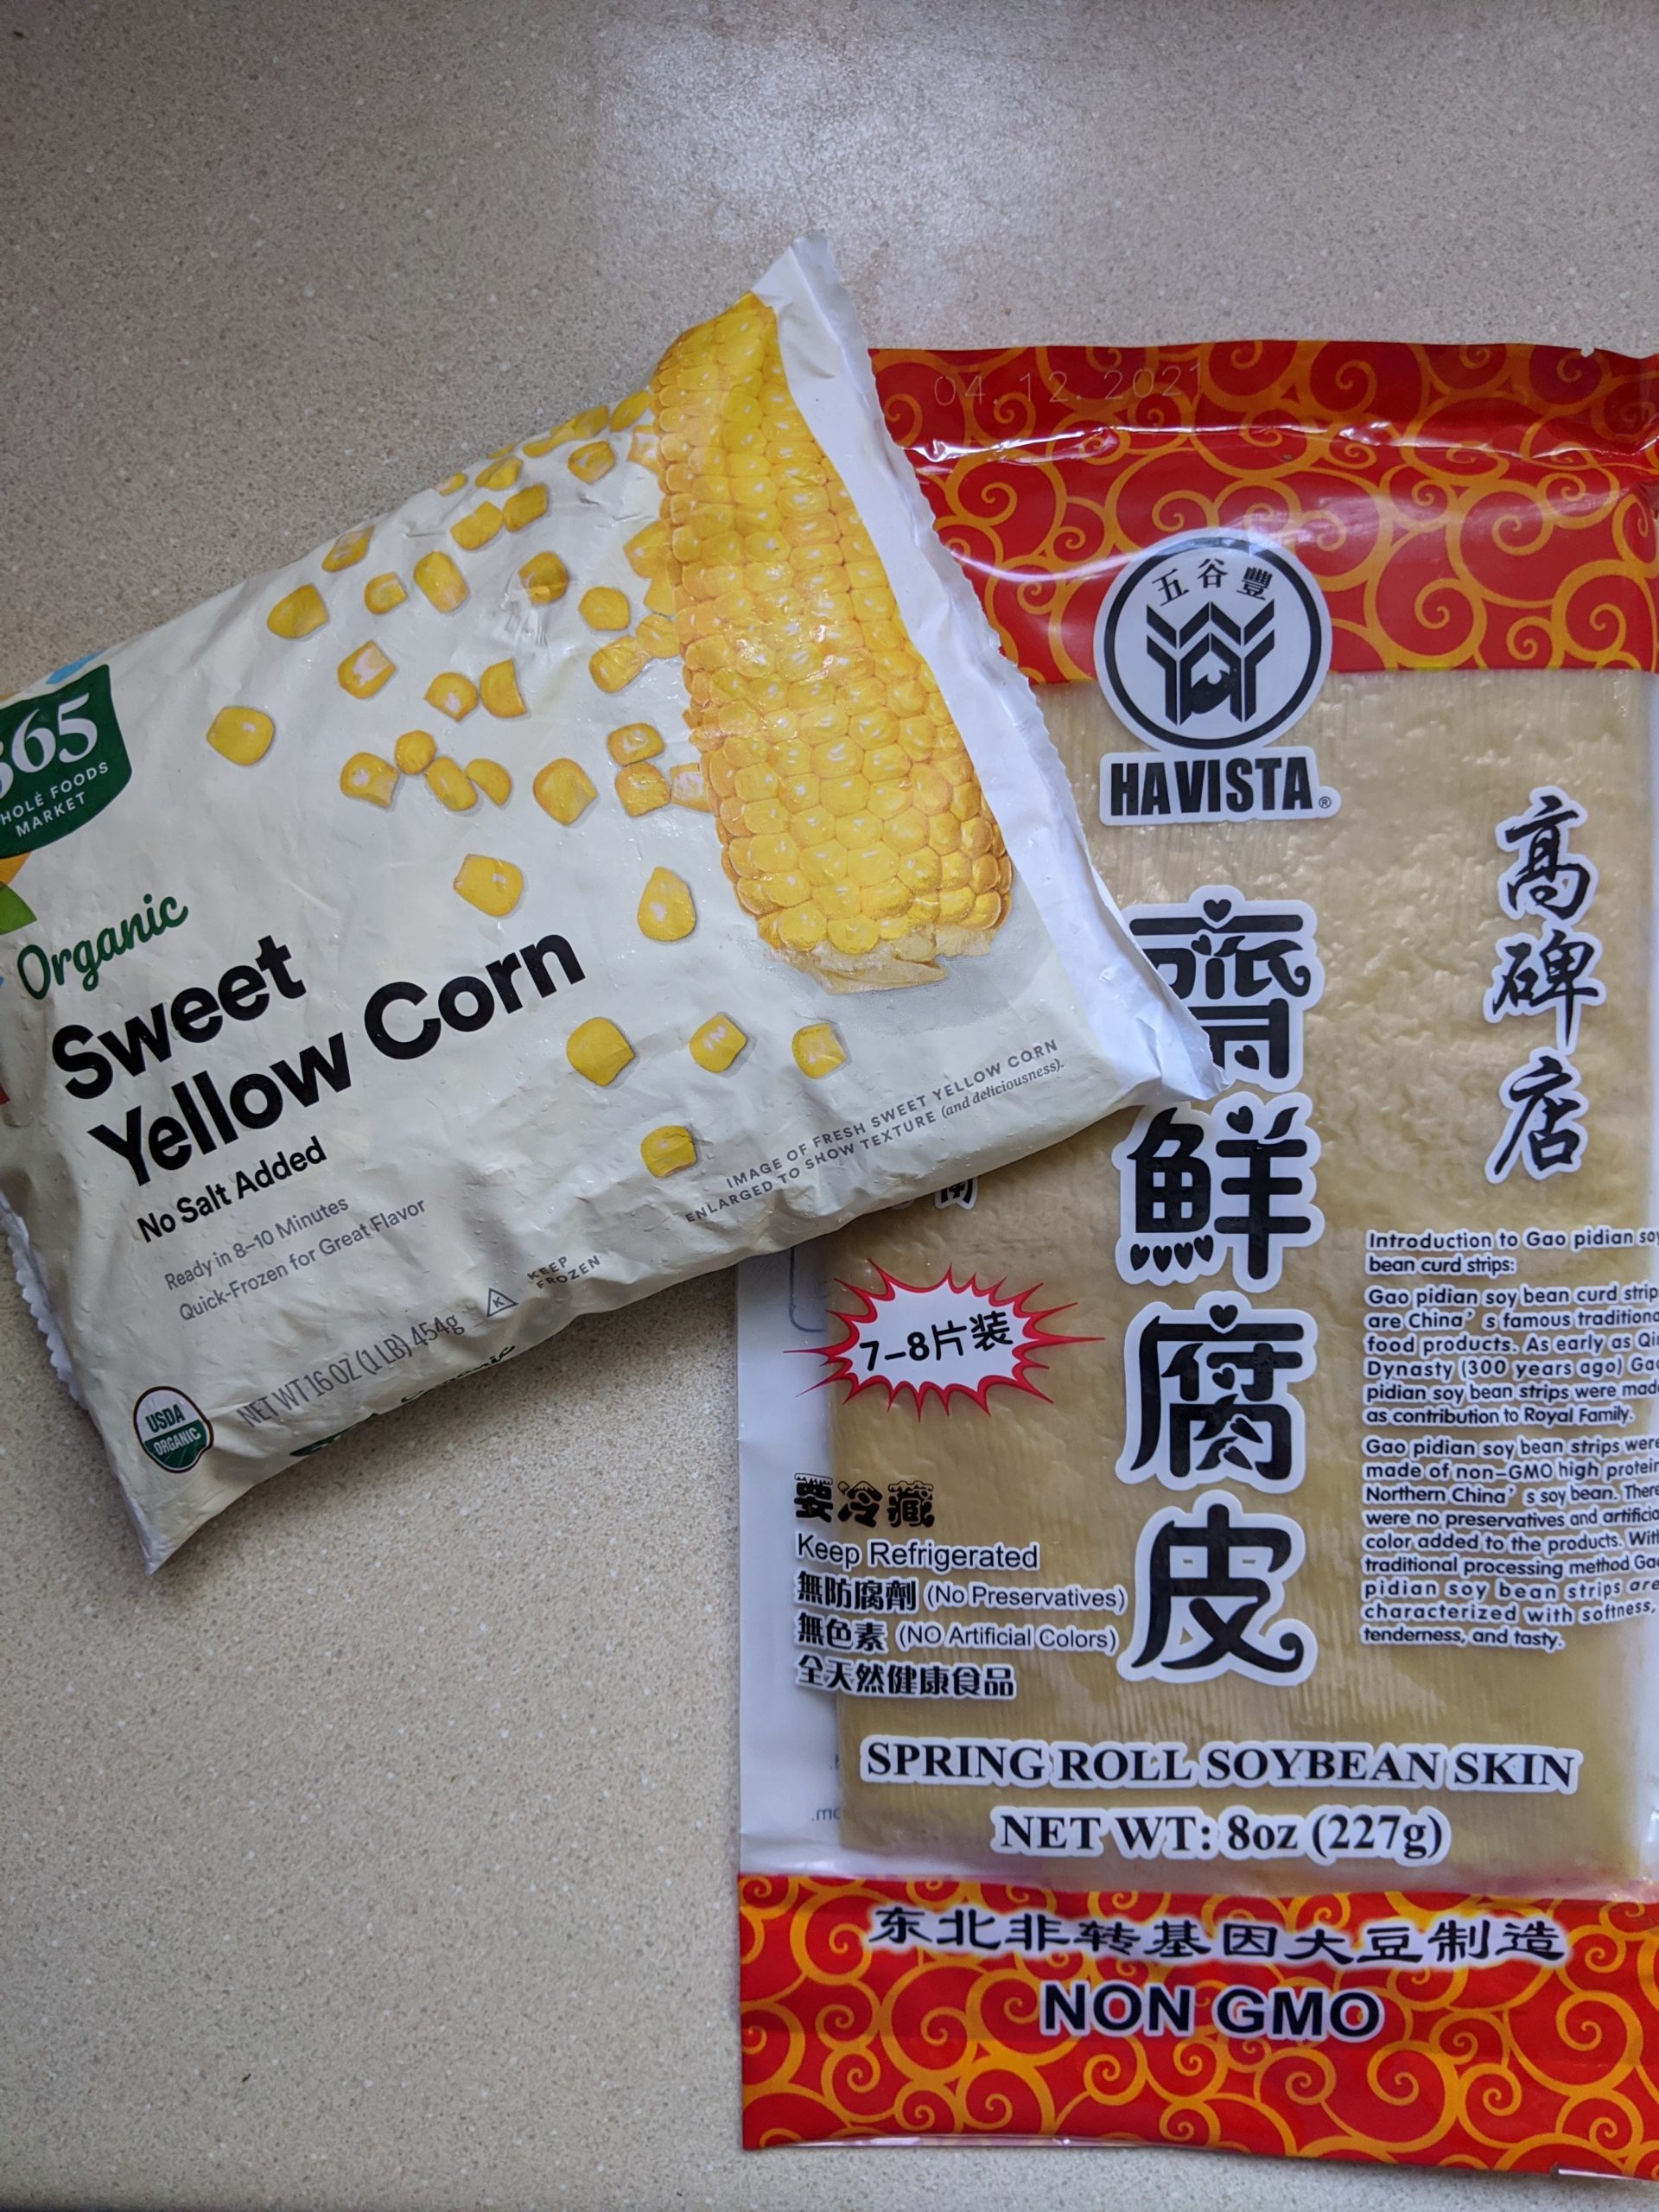 365
WHOLE FOODS
MARKET
Organic
Sweet
Yellow Corn
No Salt Added
Ready in 8–10 Minutes
Quick-Frozen for Great Flavor
KEEP
FROZEN
K
NET WT 16 OZ (1 LB) 454g
USDA
ORGANIC
IMAGE OF FRESH SWEET YELLOW CORN
ENLARGED TO SHOW TEXTURE (and deliciousness).
04.12.2021
五谷豐
HAVISTA®
高碑店
齋鮮腐皮
7–8片装
要冷藏
Keep Refrigerated
無防腐劑 (No Preservatives)
無色素 (NO Artificial Colors)
全天然健康食品
Introduction to Gao pidian soy
bean curd strips:
Gao pidian soy bean curd strip
are China's famous traditiona
food products. As early as Qi
Dynasty (300 years ago) Gao
pidian soy bean strips were made
as contribution to Royal Family.
Gao pidian soy bean strips were
made of non-GMO high protein
Northern China's soy bean. There
were no preservatives and artificia
color added to the products. With
traditional processing method Gao
pidian soy bean strips are
characterized with softness,
tenderness, and tasty.
SPRING ROLL SOYBEAN SKIN
NET WT: 8oz (227g)
东北非转基因大豆制造
NON GMO